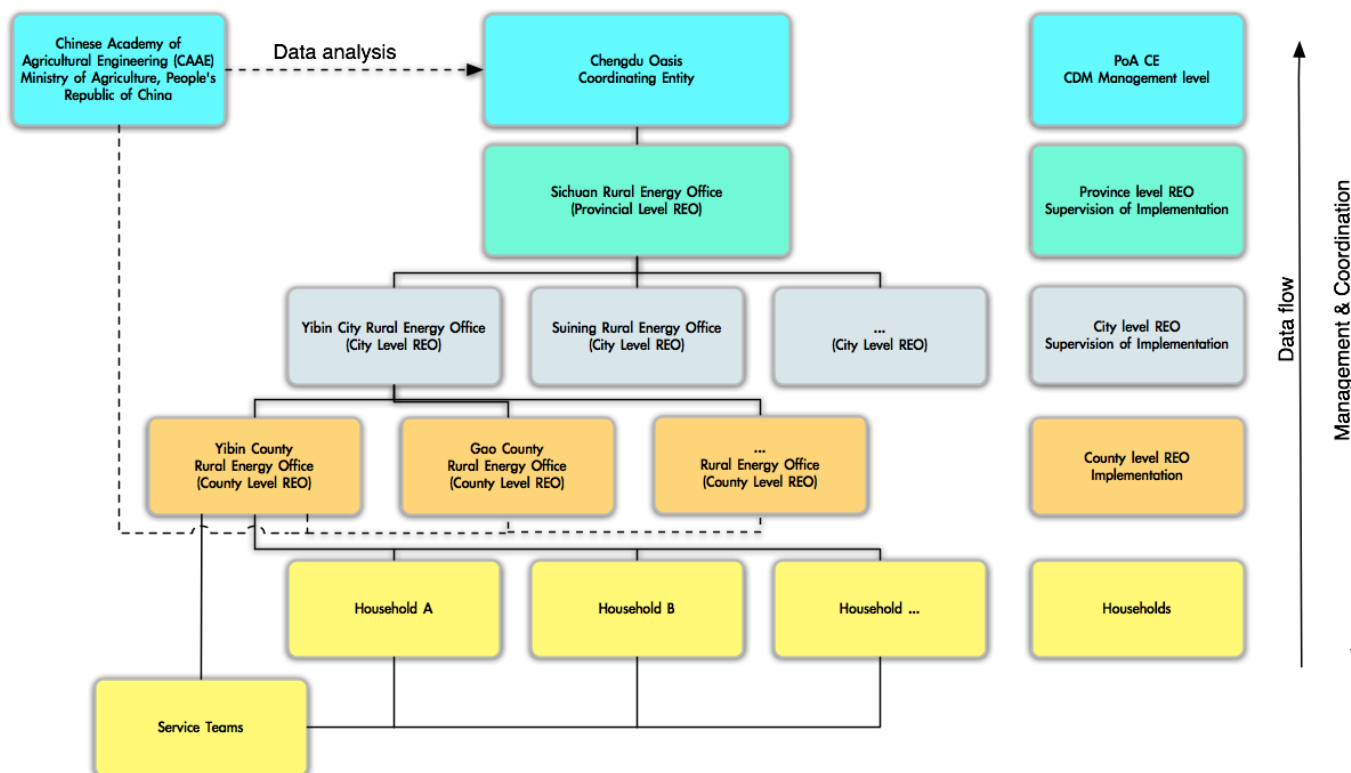 Chinese Academy of
Agricultural Engineering (CAAE)
Ministry of Agriculture, People's
Republic of China
Data analysis
Chengdu Oasis
Coordinating Entity
PoA CE
CDM Management level
Sichuan Rural Energy Office
(Provincial Level REO)
Province level REO
Supervision of Implementation
Yibin City Rural Energy Office
(City Level REO)
Suining Rural Energy Office
(City Level REO)
...
(City Level REO)
City level REO
Supervision of Implementation
Yibin County
Rural Energy Office
(County Level REO)
Gao County
Rural Energy Office
(County Level REO)
...
Rural Energy Office
(County Level REO)
County level REO
Implementation
Household A
Household B
Household ...
Households
Service Teams
Data flow
Management & Coordination